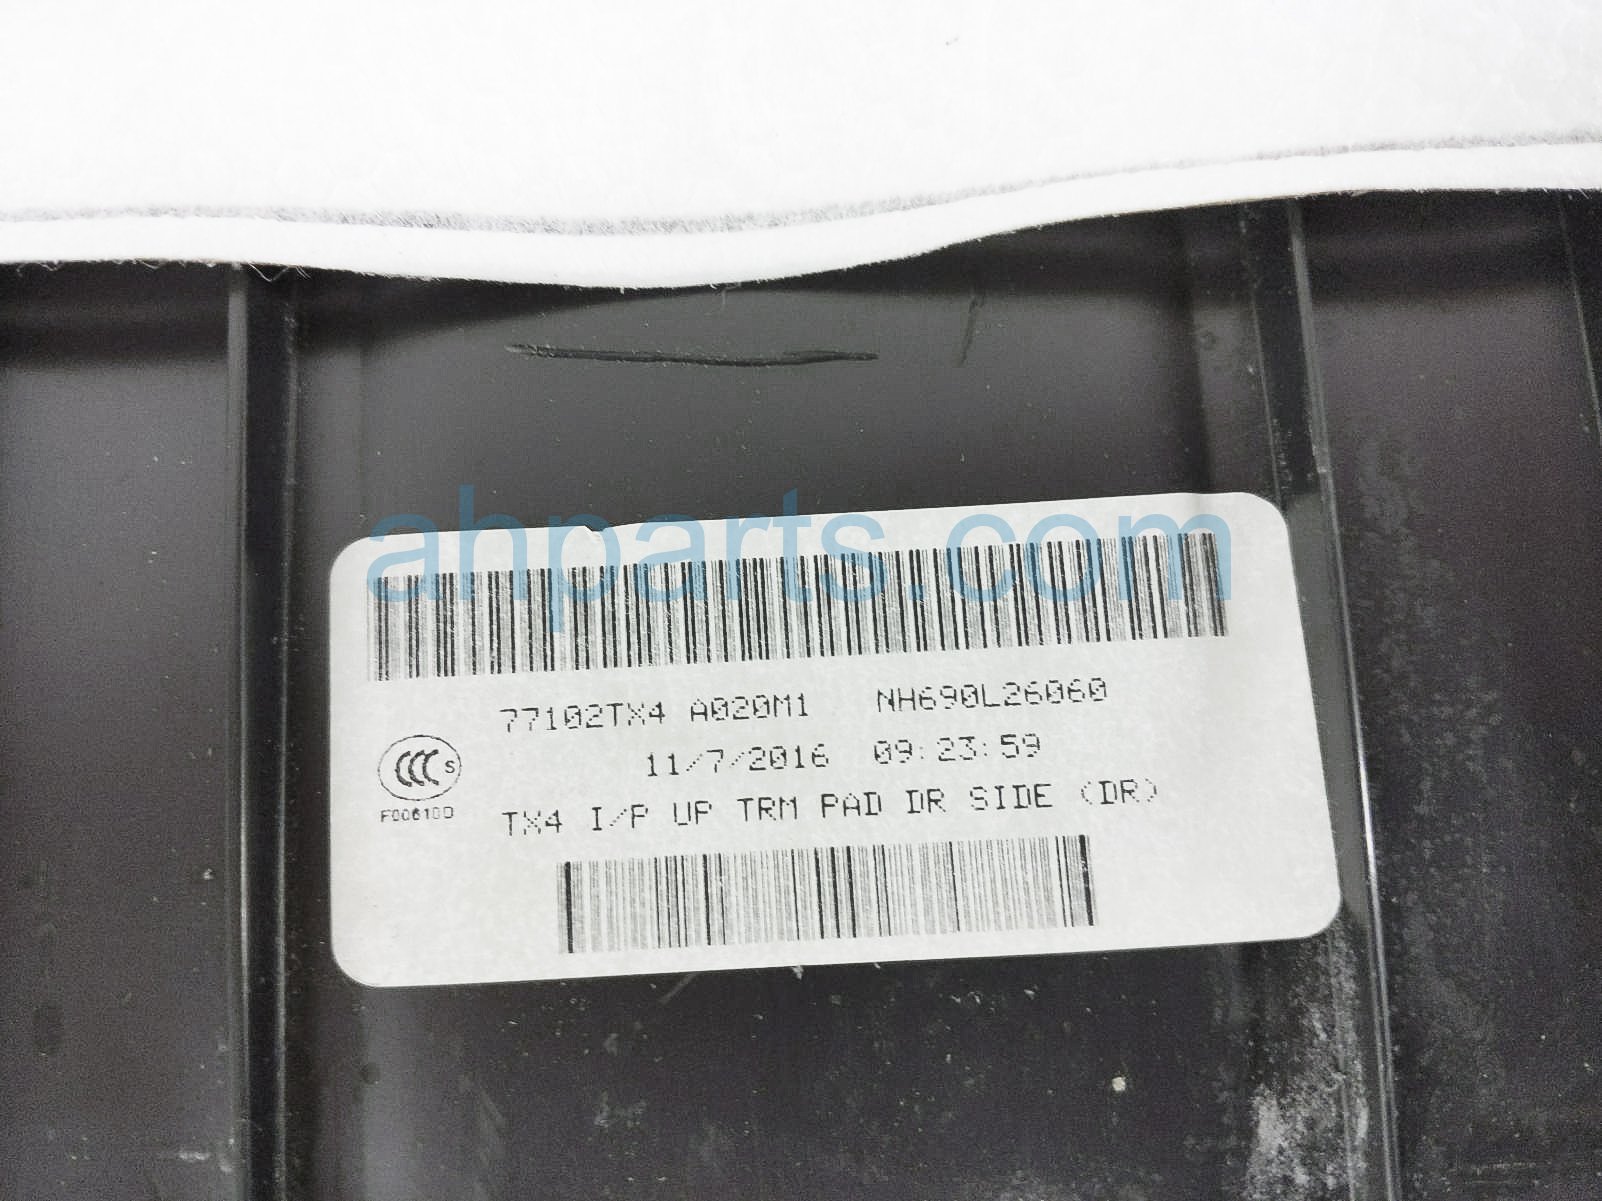 ahparts.com
77102TX4 A020M1 NH690L26060
11/7/2016 09:23:59
CCC S
F00610D
TX4 I/P UP TRM PAD DR SIDE (DR)